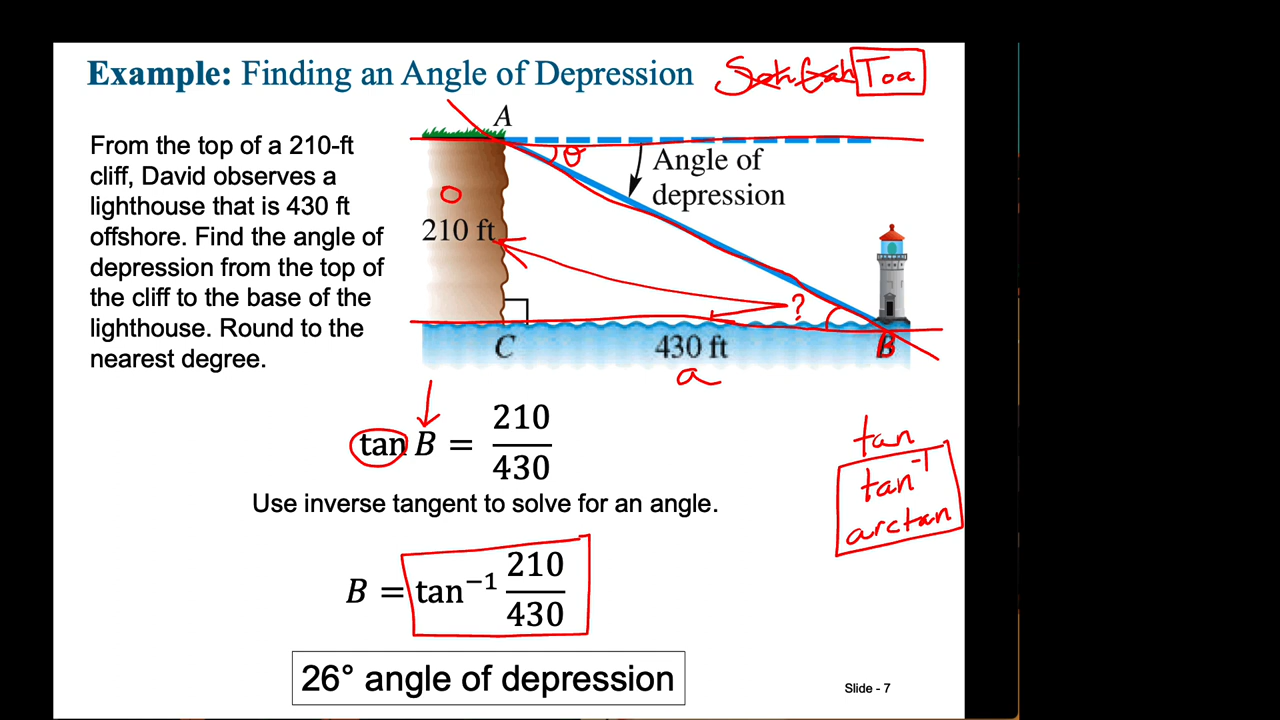 Example: Finding an Angle of Depression
Soh Cah Toa
From the top of a 210-ft
cliff, David observes a
lighthouse that is 430 ft
offshore. Find the angle of
depression from the top of
the cliff to the base of the
lighthouse. Round to the
nearest degree.
A
θ
Angle of
depression
O
210 ft
?
C
430 ft
B
a
tan B = 210/430
Use inverse tangent to solve for an angle.
B = tan⁻¹ 210/430
tan
tan⁻¹
arctan
26° angle of depression
Slide - 7